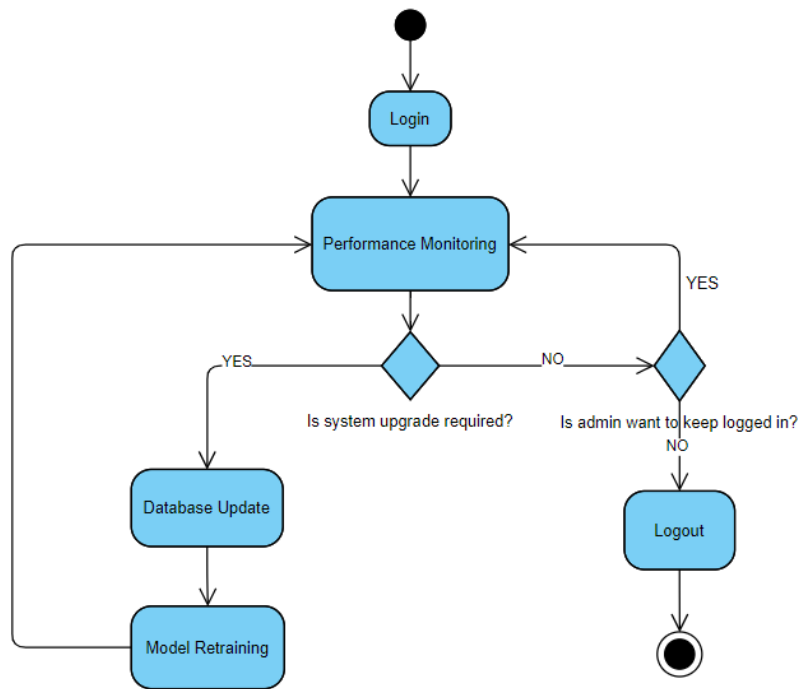 Login
Performance Monitoring
YES
YES
NO
Is system upgrade required?
Is admin want to keep logged in?
NO
Database Update
Logout
Model Retraining